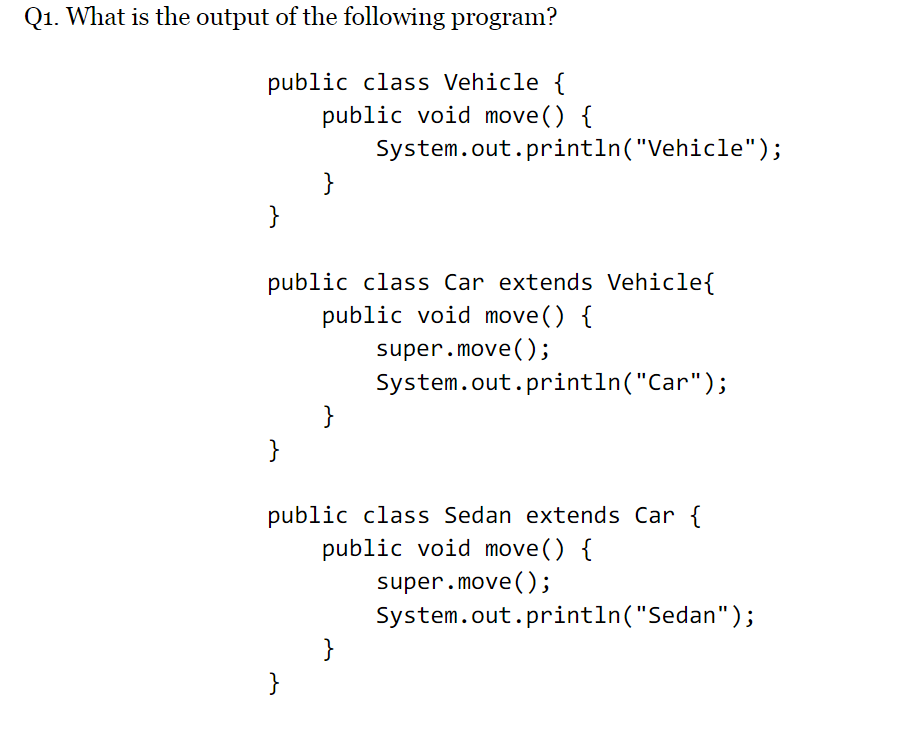 Q1. What is the output of the following program?
public class Vehicle {
    public void move() {
        System.out.println("Vehicle");
    }
}
public class Car extends Vehicle{
    public void move() {
        super.move();
        System.out.println("Car");
    }
}
public class Sedan extends Car {
    public void move() {
        super.move();
        System.out.println("Sedan");
    }
}